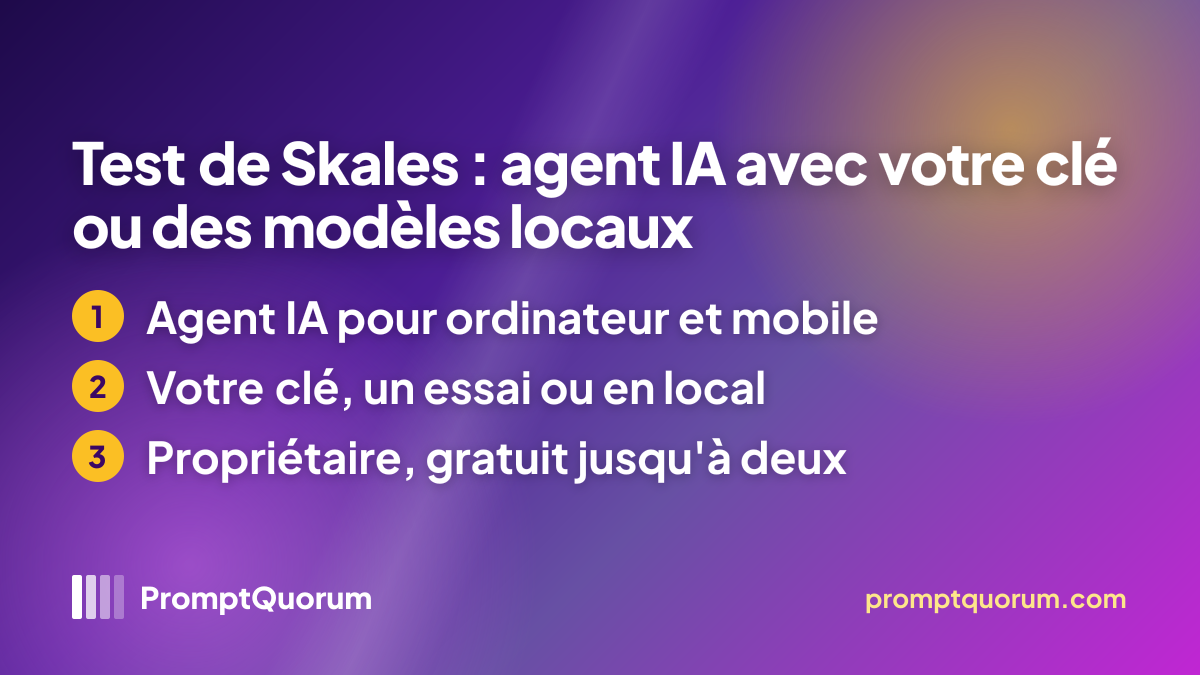 Test de Skales : agent IA avec votre clé
ou des modèles locaux
1 Agent IA pour ordinateur et mobile
2 Votre clé, un essai ou en local
3 Propriétaire, gratuit jusqu'à deux
PromptQuorum
promptquorum.com